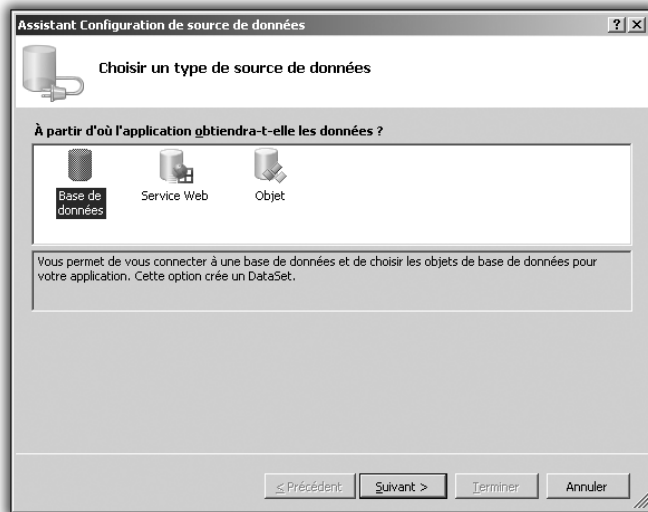 Assistant Configuration de source de données
Choisir un type de source de données
À partir d'où l'application obtiendra-t-elle les données ?
Base de
données
Service Web
Objet
Vous permet de vous connecter à une base de données et de choisir les objets de base de données pour
votre application. Cette option crée un DataSet.
< Précédent
Suivant >
Terminer
Annuler